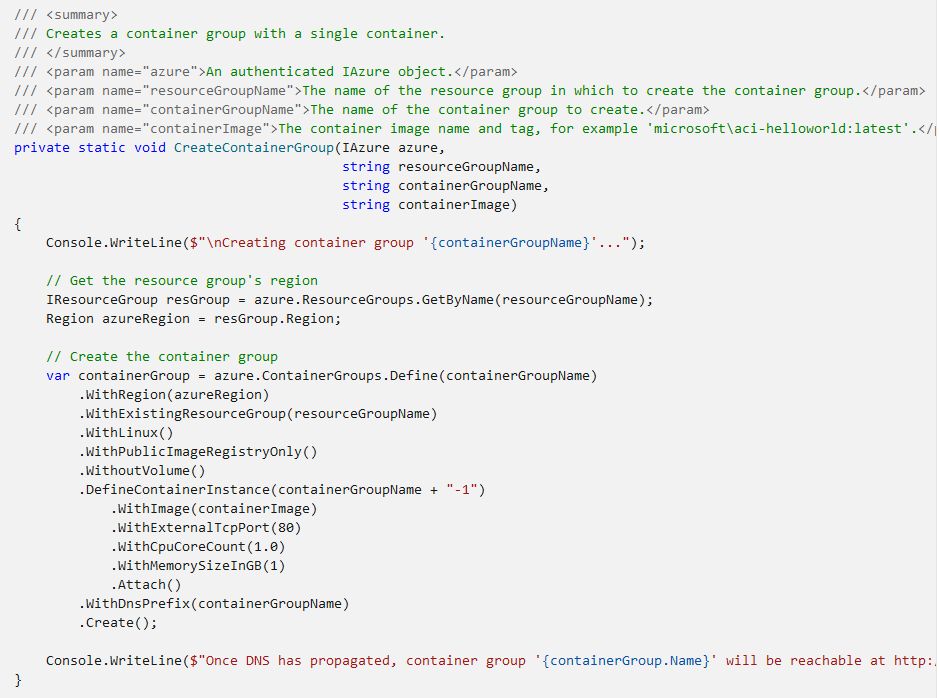 /// <summary>
/// Creates a container group with a single container.
/// </summary>
/// <param name="azure">An authenticated IAzure object.</param>
/// <param name="resourceGroupName">The name of the resource group in which to create the container group.</param>
/// <param name="containerGroupName">The name of the container group to create.</param>
/// <param name="containerImage">The container image name and tag, for example 'microsoft\aci-helloworld:latest'.</
private static void CreateContainerGroup(IAzure azure,
                                         string resourceGroupName,
                                         string containerGroupName,
                                         string containerImage)
{
    Console.WriteLine($"\nCreating container group '{containerGroupName}'...");

    // Get the resource group's region
    IResourceGroup resGroup = azure.ResourceGroups.GetByName(resourceGroupName);
    Region azureRegion = resGroup.Region;

    // Create the container group
    var containerGroup = azure.ContainerGroups.Define(containerGroupName)
        .WithRegion(azureRegion)
        .WithExistingResourceGroup(resourceGroupName)
        .WithLinux()
        .WithPublicImageRegistryOnly()
        .WithoutVolume()
        .DefineContainerInstance(containerGroupName + "-1")
            .WithImage(containerImage)
            .WithExternalTcpPort(80)
            .WithCpuCoreCount(1.0)
            .WithMemorySizeInGB(1)
            .Attach()
        .WithDnsPrefix(containerGroupName)
        .Create();

    Console.WriteLine($"Once DNS has propagated, container group '{containerGroup.Name}' will be reachable at http:
}